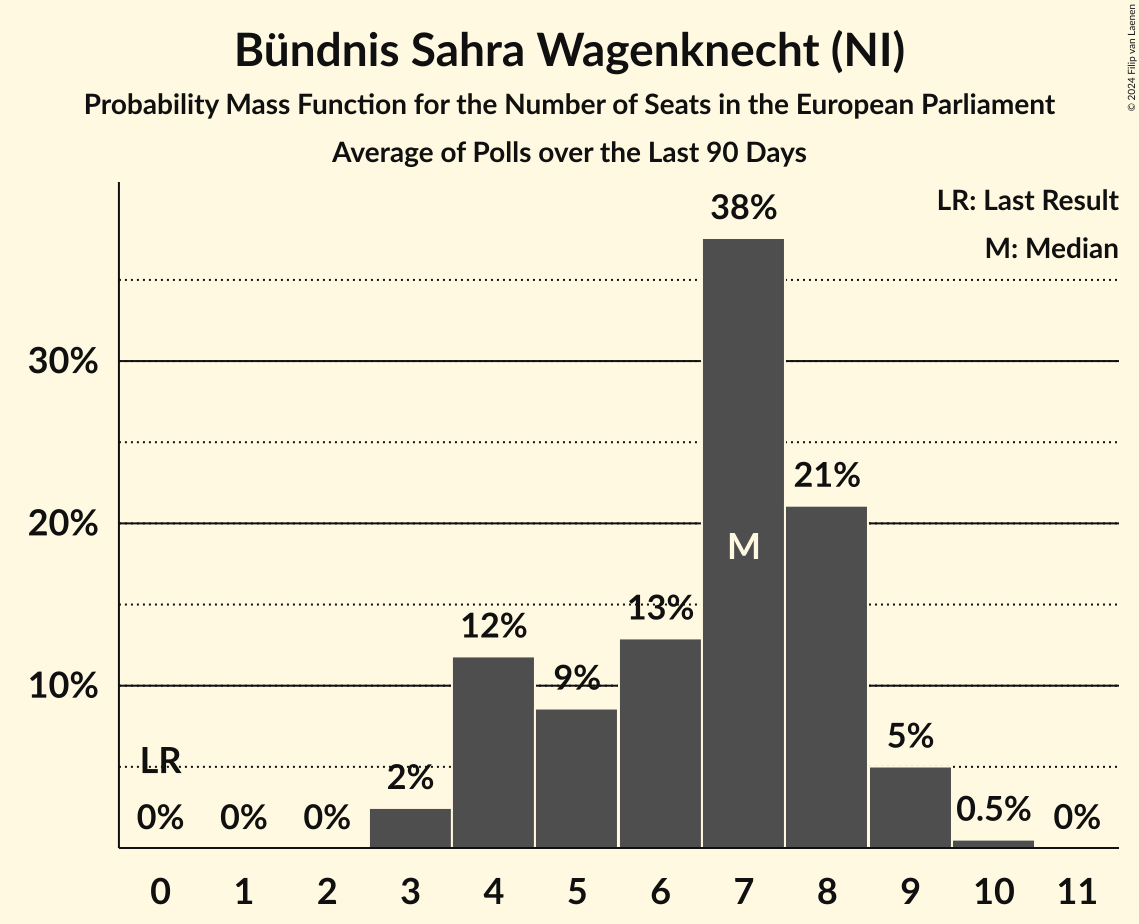 Bündnis Sahra Wagenknecht (NI)
Probability Mass Function for the Number of Seats in the European Parliament
Average of Polls over the Last 90 Days
© 2024 Filip van Laenen
LR: Last Result
M: Median
38%
30%
21%
20%
M
13%
12%
10%
9%
5%
LR
2%
0% 0% 0% 0.5% 0%
0 1 2 3 4 5 6 7 8 9 10 11